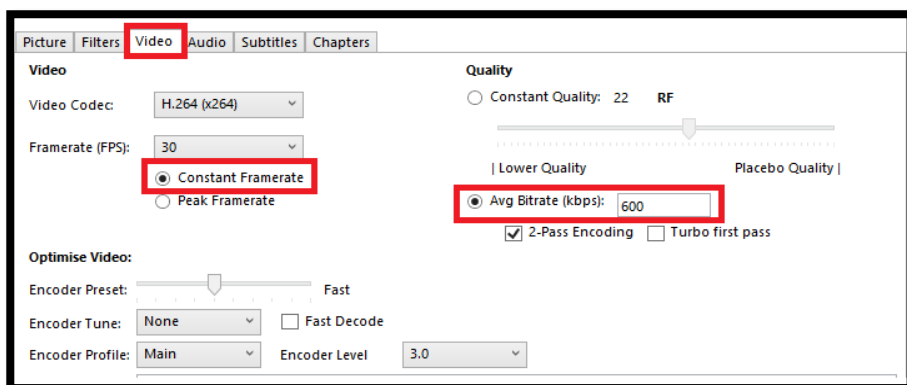 Picture Filters Video Audio Subtitles Chapters
Video
Video Codec: H.264 (x264)
Framerate (FPS): 30
Constant Framerate
Peak Framerate
Quality
Constant Quality: 22 RF
| Lower Quality Placebo Quality |
Avg Bitrate (kbps): 600
2-Pass Encoding Turbo first pass
Optimise Video:
Encoder Preset: Fast
Encoder Tune: None Fast Decode
Encoder Profile: Main Encoder Level 3.0